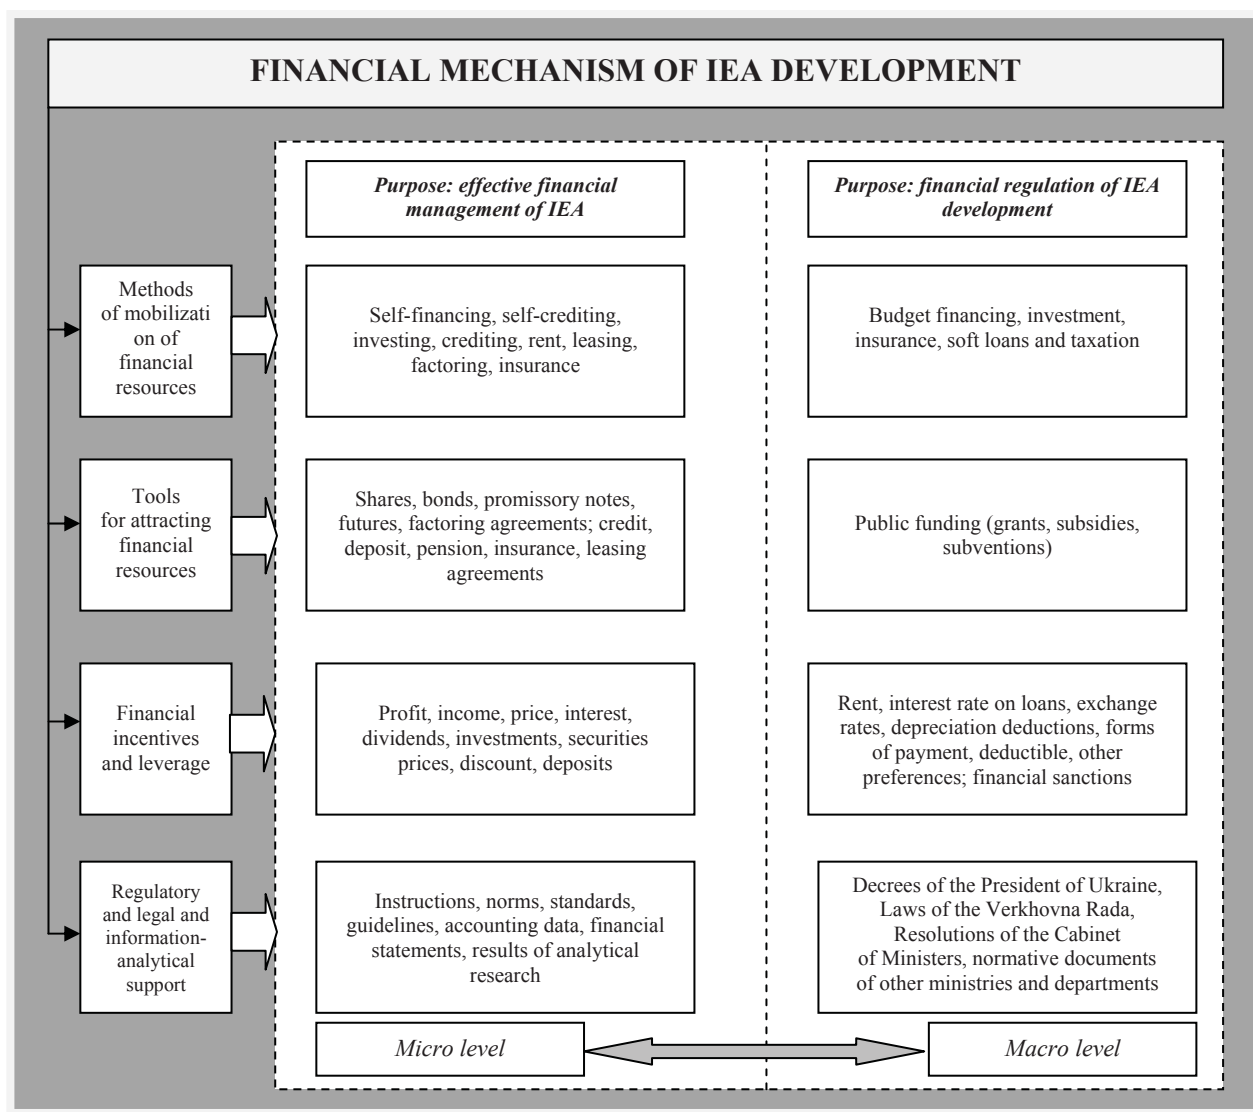 FINANCIAL MECHANISM OF IEA DEVELOPMENT
Purpose: effective financial
management of IEA
Purpose: financial regulation of IEA
development
Methods
of mobilizati
on of
financial
resources
Self-financing, self-crediting,
investing, crediting, rent, leasing,
factoring, insurance
Budget financing, investment,
insurance, soft loans and taxation
Tools
for attracting
financial
resources
Shares, bonds, promissory notes,
futures, factoring agreements; credit,
deposit, pension, insurance, leasing
agreements
Public funding (grants, subsidies,
subventions)
Financial
incentives
and leverage
Profit, income, price, interest,
dividends, investments, securities
prices, discount, deposits
Rent, interest rate on loans, exchange
rates, depreciation deductions, forms
of payment, deductible, other
preferences; financial sanctions
Regulatory
and legal and
information-
analytical
support
Instructions, norms, standards,
guidelines, accounting data, financial
statements, results of analytical
research
Decrees of the President of Ukraine,
Laws of the Verkhovna Rada,
Resolutions of the Cabinet
of Ministers, normative documents
of other ministries and departments
Micro level
Macro level